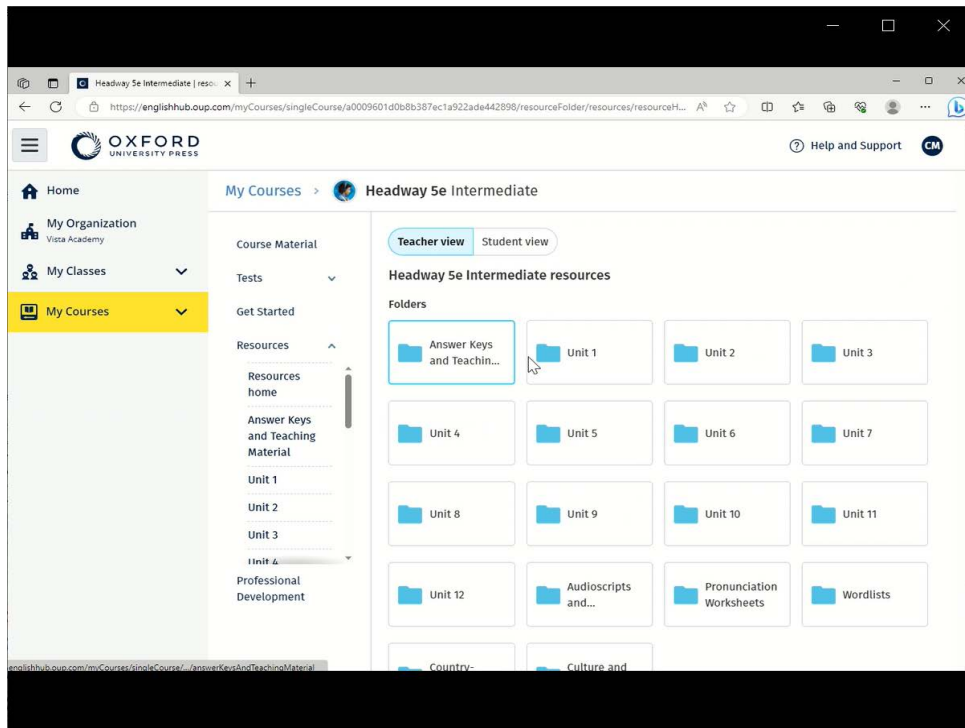 Headway 5e Intermediate | reso
https://englishhub.oup.com/myCourses/singleCourse/a0009601d0b8b387ec1a922ade442898/resourceFolder/resources/resourceH...
OXFORD
UNIVERSITY PRESS
Help and Support
CM
Home
My Organization
Vista Academy
My Classes
My Courses
My Courses > Headway 5e Intermediate
Course Material
Tests
Get Started
Resources
Resources
home
Answer Keys
and Teaching
Material
Unit 1
Unit 2
Unit 3
Unit 4
Professional
Development
Teacher view
Student view
Headway 5e Intermediate resources
Folders
Answer Keys
and Teachin...
Unit 1
Unit 2
Unit 3
Unit 4
Unit 5
Unit 6
Unit 7
Unit 8
Unit 9
Unit 10
Unit 11
Unit 12
Audioscripts
and...
Pronunciation
Worksheets
Wordlists
Country-
Culture and
englishhub.oup.com/myCourses/singleCourse/.../answerKeysAndTeachingMaterial